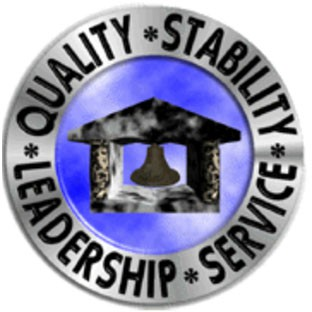 QUALITY * STABILITY
* LEADERSHIP * SERVICE *